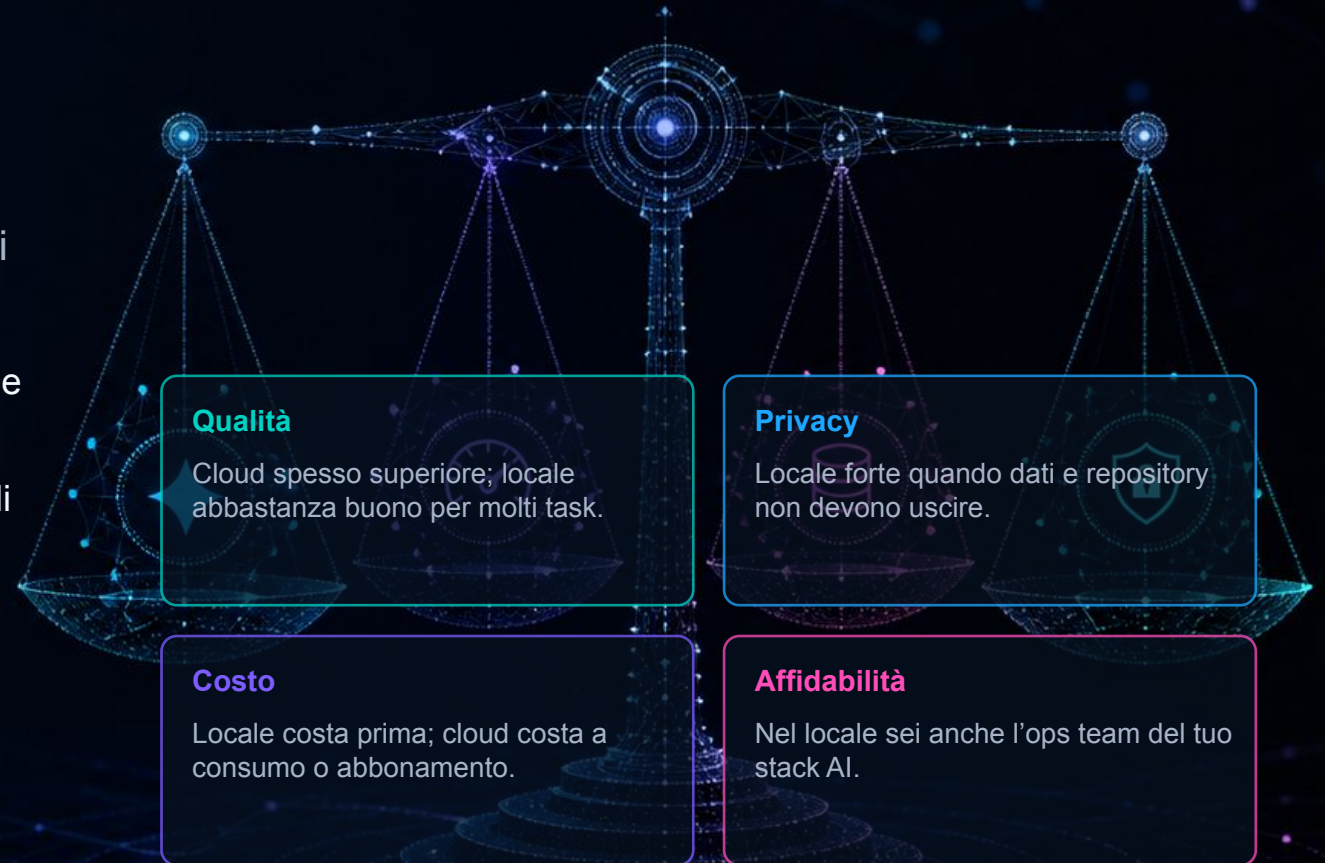 Qualità
Cloud spesso superiore; locale
abbastanza buono per molti task.
Privacy
Locale forte quando dati e repository
non devono uscire.
Costo
Locale costa prima; cloud costa a
consumo o abbonamento.
Affidabilità
Nel locale sei anche l’ops team del tuo
stack AI.